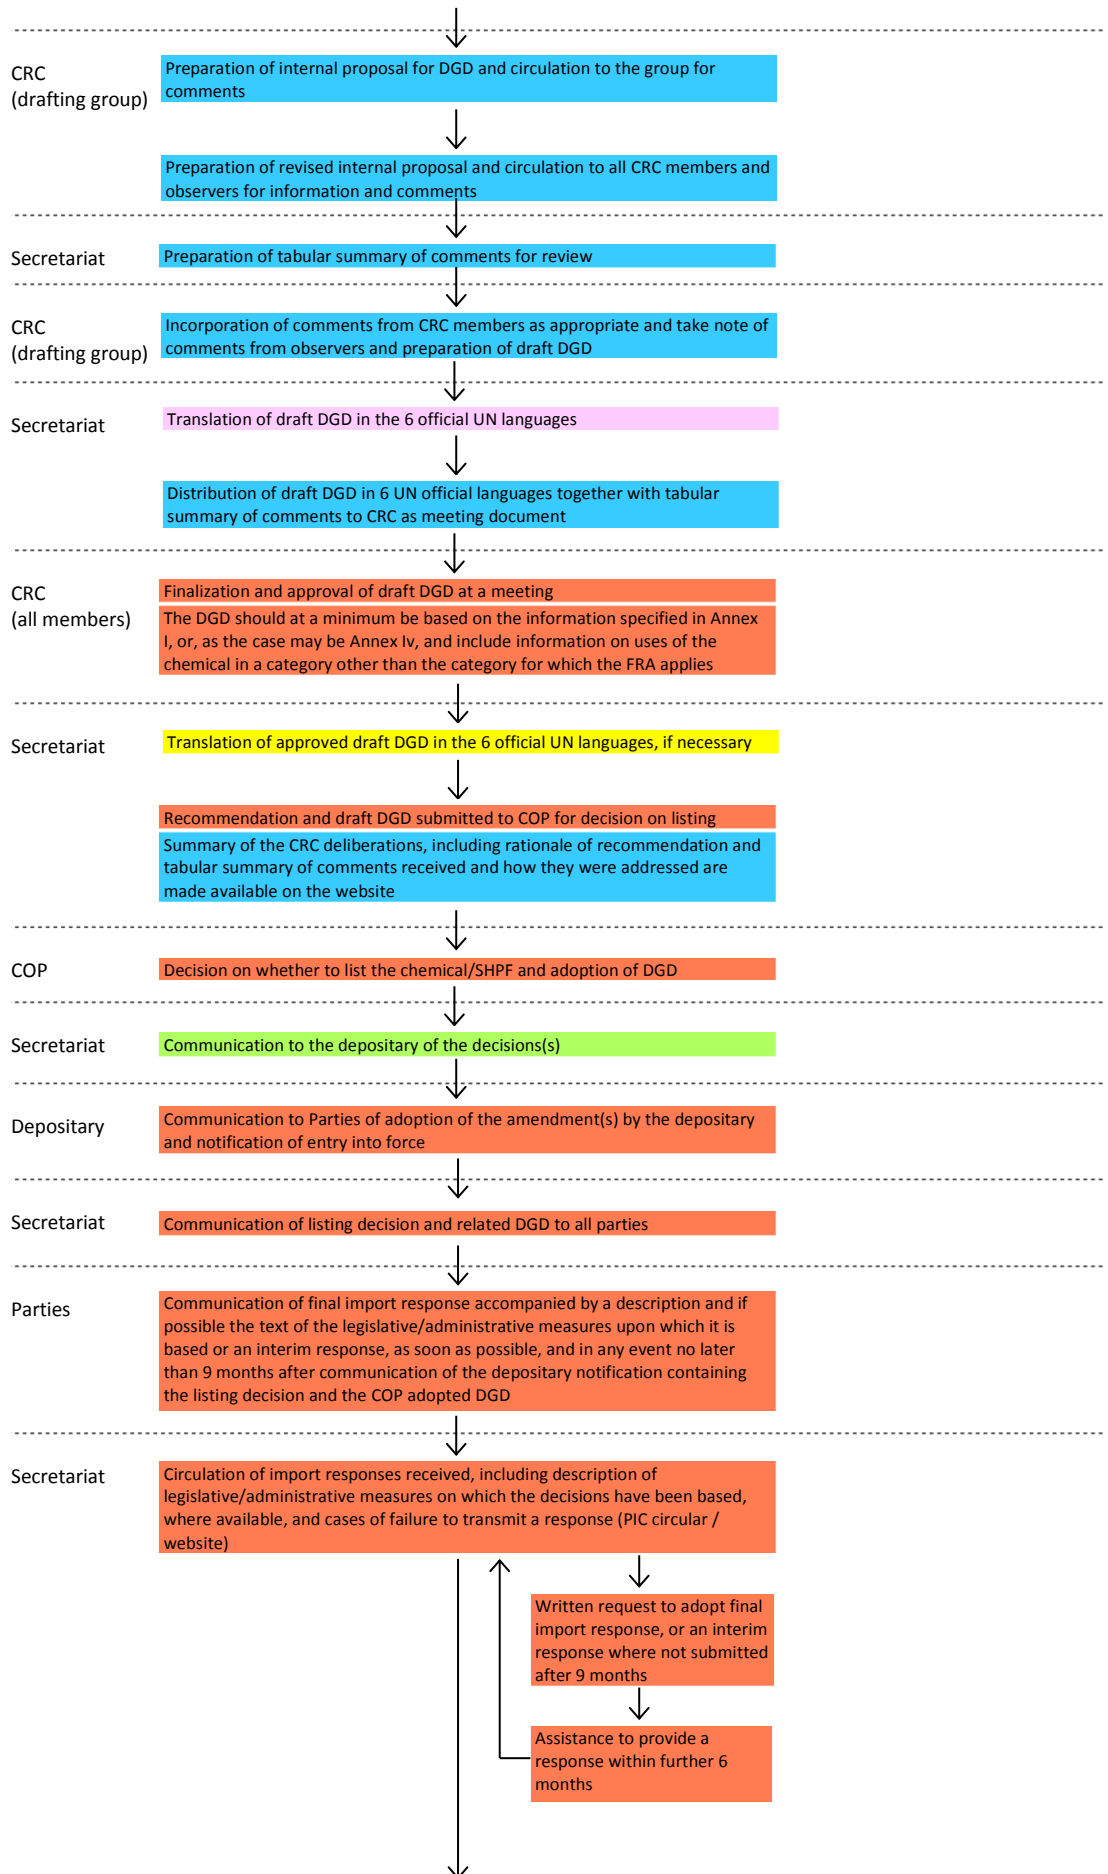 CRC
(drafting group)
Preparation of internal proposal for DGD and circulation to the group for
comments
Preparation of revised internal proposal and circulation to all CRC members and
observers for information and comments
Secretariat
Preparation of tabular summary of comments for review
CRC
(drafting group)
Incorporation of comments from CRC members as appropriate and take note of
comments from observers and preparation of draft DGD
Secretariat
Translation of draft DGD in the 6 official UN languages
Distribution of draft DGD in 6 UN official languages together with tabular
summary of comments to CRC as meeting document
CRC
(all members)
Finalization and approval of draft DGD at a meeting
The DGD should at a minimum be based on the information specified in Annex
I, or, as the case may be Annex Iv, and include information on uses of the
chemical in a category other than the category for which the FRA applies
Secretariat
Translation of approved draft DGD in the 6 official UN languages, if necessary
Recommendation and draft DGD submitted to COP for decision on listing
Summary of the CRC deliberations, including rationale of recommendation and
tabular summary of comments received and how they were addressed are
made available on the website
COP
Decision on whether to list the chemical/SHPF and adoption of DGD
Secretariat
Communication to the depositary of the decisions(s)
Depositary
Communication to Parties of adoption of the amendment(s) by the depositary
and notification of entry into force
Secretariat
Communication of listing decision and related DGD to all parties
Parties
Communication of final import response accompanied by a description and if
possible the text of the legislative/administrative measures upon which it is
based or an interim response, as soon as possible, and in any event no later
than 9 months after communication of the depositary notification containing
the listing decision and the COP adopted DGD
Secretariat
Circulation of import responses received, including description of
legislative/administrative measures on which the decisions have been based,
where available, and cases of failure to transmit a response (PIC circular /
website)
Written request to adopt final
import response, or an interim
response where not submitted
after 9 months
Assistance to provide a
response within further 6
months